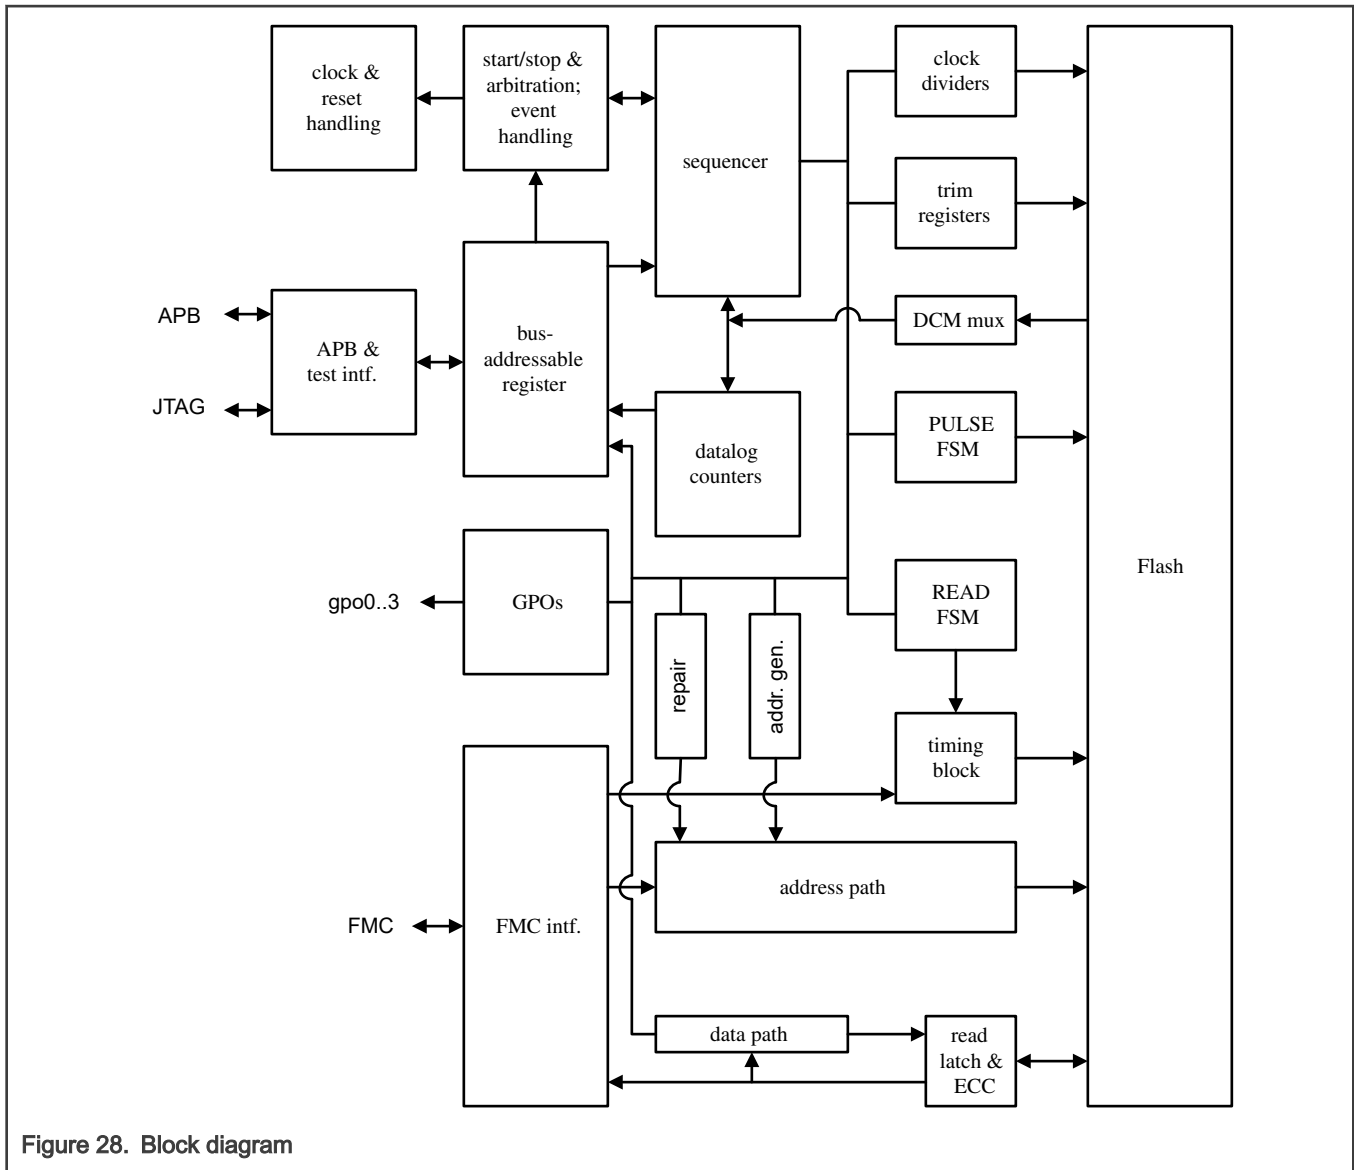 clock &
reset
handling
start/stop &
arbitration;
event
handling
sequencer
clock
dividers
trim
registers
DCM mux
APB
JTAG
APB &
test intf.
bus-
addressable
register
datalog
counters
PULSE
FSM
Flash
gpo0..3
GPOs
repair
addr. gen.
READ
FSM
timing
block
FMC
FMC intf.
address path
data path
read
latch &
ECC
Figure 28. Block diagram